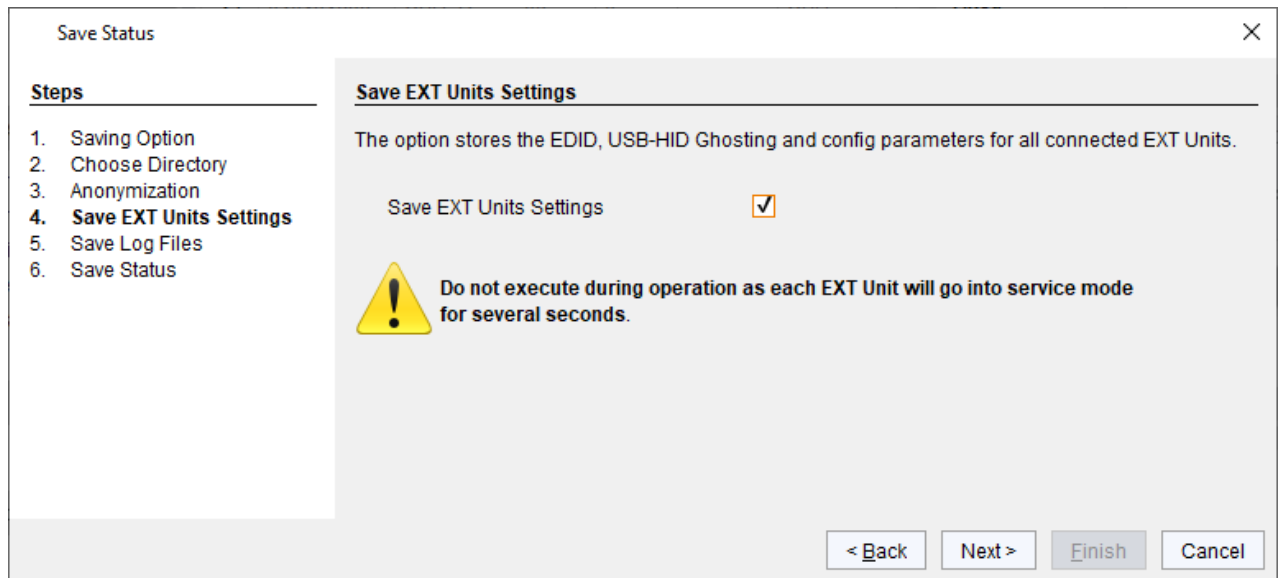 Save Status
Steps
1. Saving Option
2. Choose Directory
3. Anonymization
4. Save EXT Units Settings
5. Save Log Files
6. Save Status
Save EXT Units Settings
The option stores the EDID, USB-HID Ghosting and config parameters for all connected EXT Units.
Save EXT Units Settings
Do not execute during operation as each EXT Unit will go into service mode
for several seconds.
< Back Next > Finish Cancel